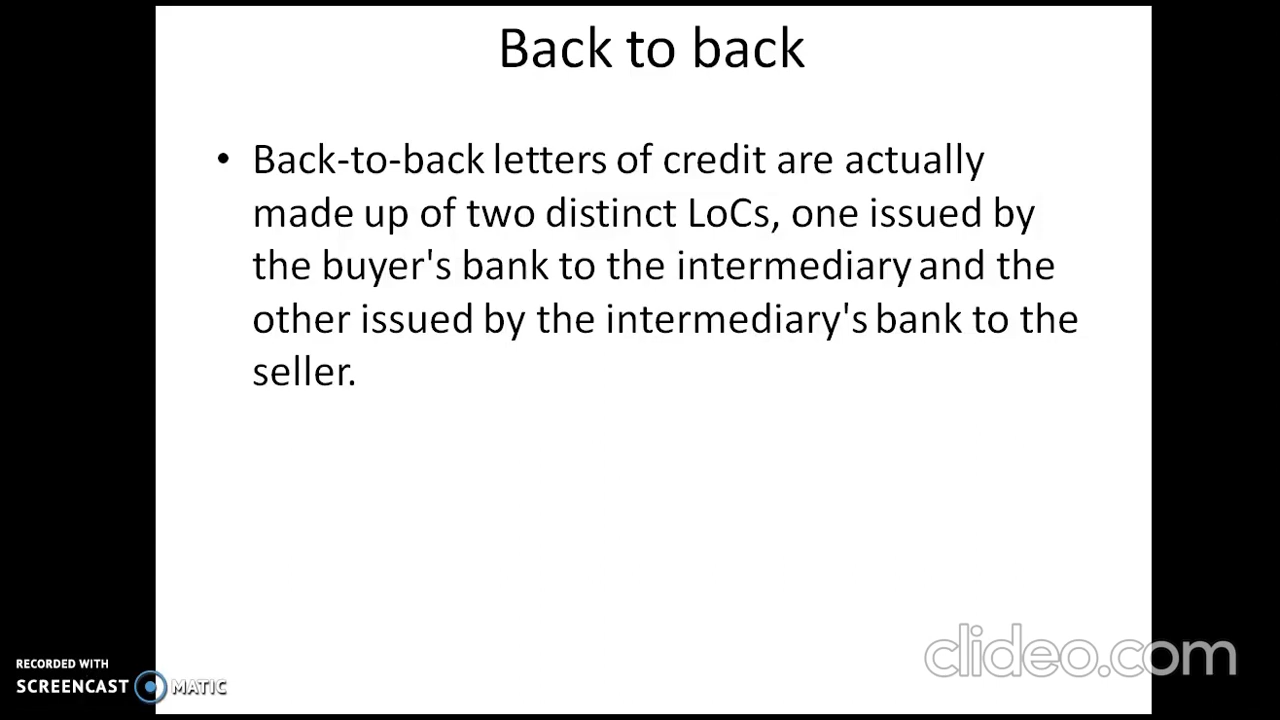 Back to back
• Back-to-back letters of credit are actually
made up of two distinct LoCs, one issued by
the buyer's bank to the intermediary and the
other issued by the intermediary's bank to the
seller.
clideo.com
RECORDED WITH
SCREENCAST MATIC